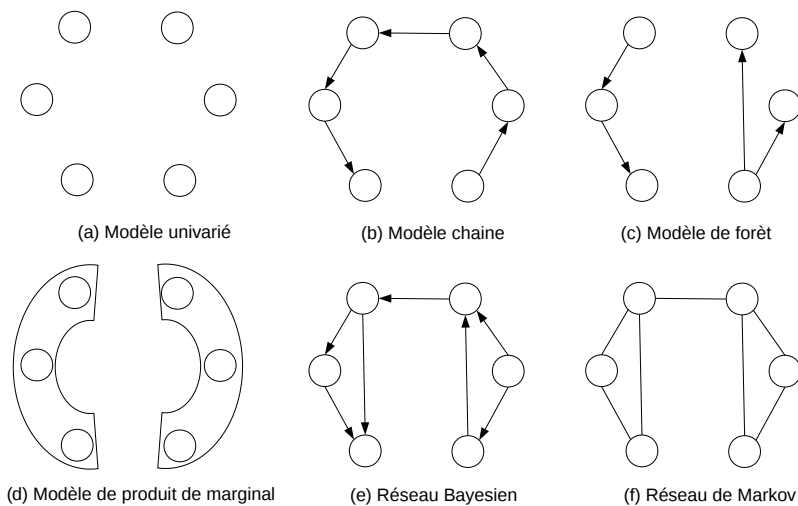 (a) Modèle univarié
(b) Modèle chaine
(c) Modèle de forèt
(d) Modèle de produit de marginal
(e) Réseau Bayesien
(f) Réseau de Markov